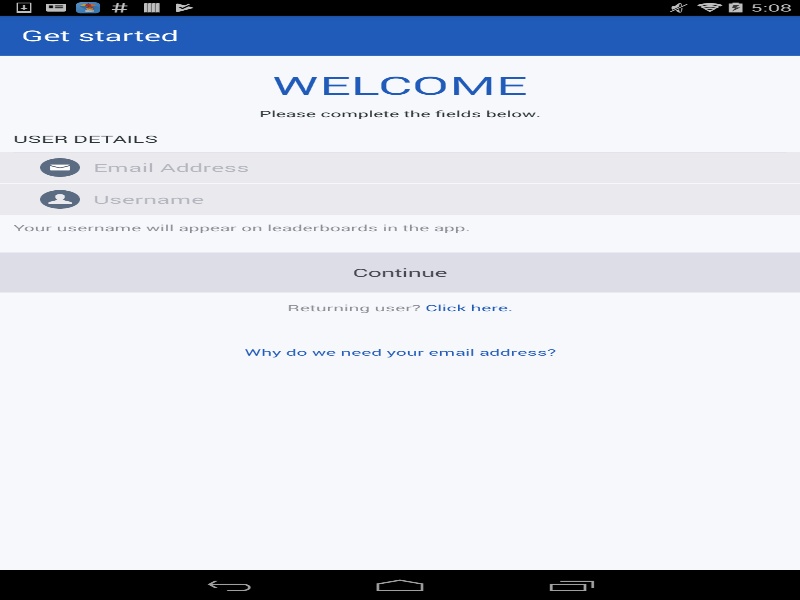 5:08
Get started
WELCOME
Please complete the fields below.
USER DETAILS
Email Address
Username
Your username will appear on leaderboards in the app.
Continue
Returning user? Click here.
Why do we need your email address?